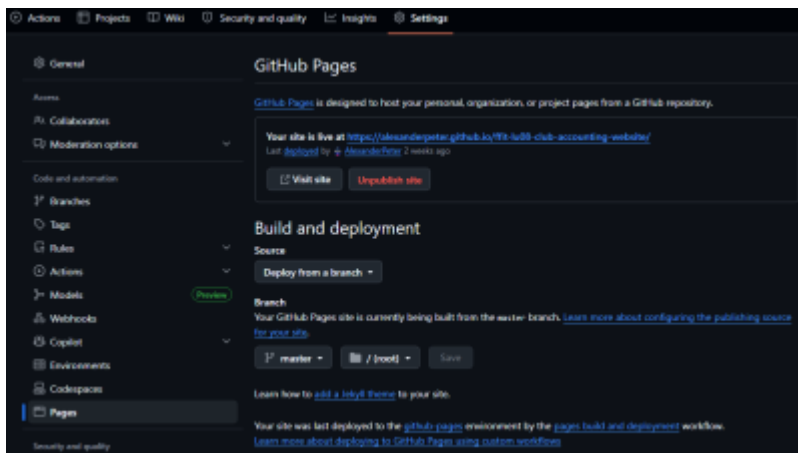 Actions Projects Wiki Security and quality Insights Settings
General
Access
Collaborators
Moderation options
Code and automation
Branches
Tags
Rules
Actions
Models Preview
Webhooks
Copilot
Environments
Codespaces
Pages
Security and quality
GitHub Pages
GitHub Pages is designed to host your personal, organization, or project pages from a GitHub repository.
Your site is live at https://alexanderpeter.github.io/
Last deployed by AlexanderPeter 2 weeks ago
Visit site Unpublish site
Build and deployment
Source
Deploy from a branch
Branch
Your GitHub Pages site is currently being built from the master branch. Learn more about configuring the publishing source
for your site.
master / (root) Save
Learn how to add a Jekyll theme to your site.
Your site was last deployed to the github-pages environment by the pages build and deployment workflow.
Learn more about deploying to GitHub Pages using custom workflows